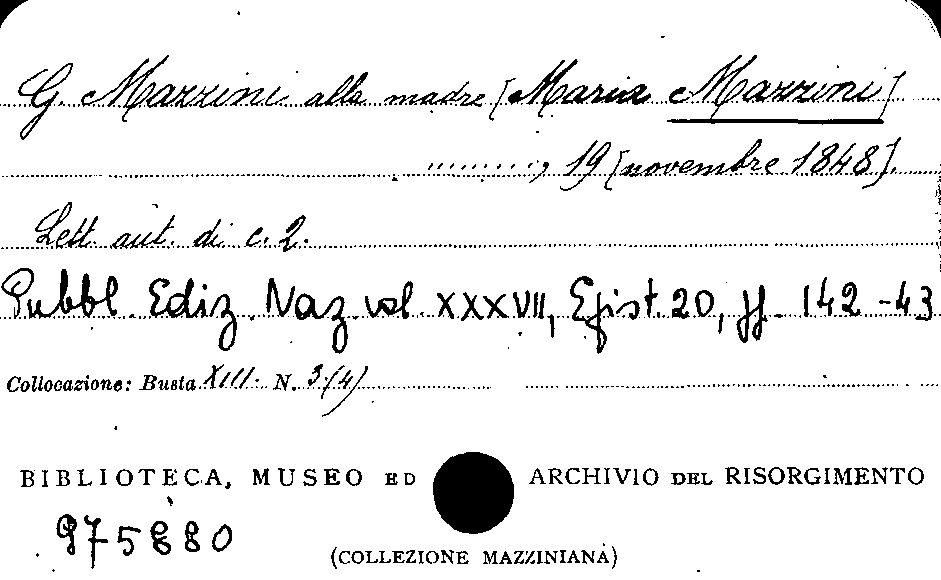 G. Mazzini alla madre [Maria Mazzini]
.........., 19 [novembre 1848].
Lett. aut. di c. 2.
Pubbl. Ediz. Naz. vol. XXXVII, Epist. 20, pp. 142-43
Collocazione: Busta XIII. N. 3(4)
BIBLIOTECA, MUSEO ED ARCHIVIO DEL RISORGIMENTO
(COLLEZIONE MAZZINIANA)